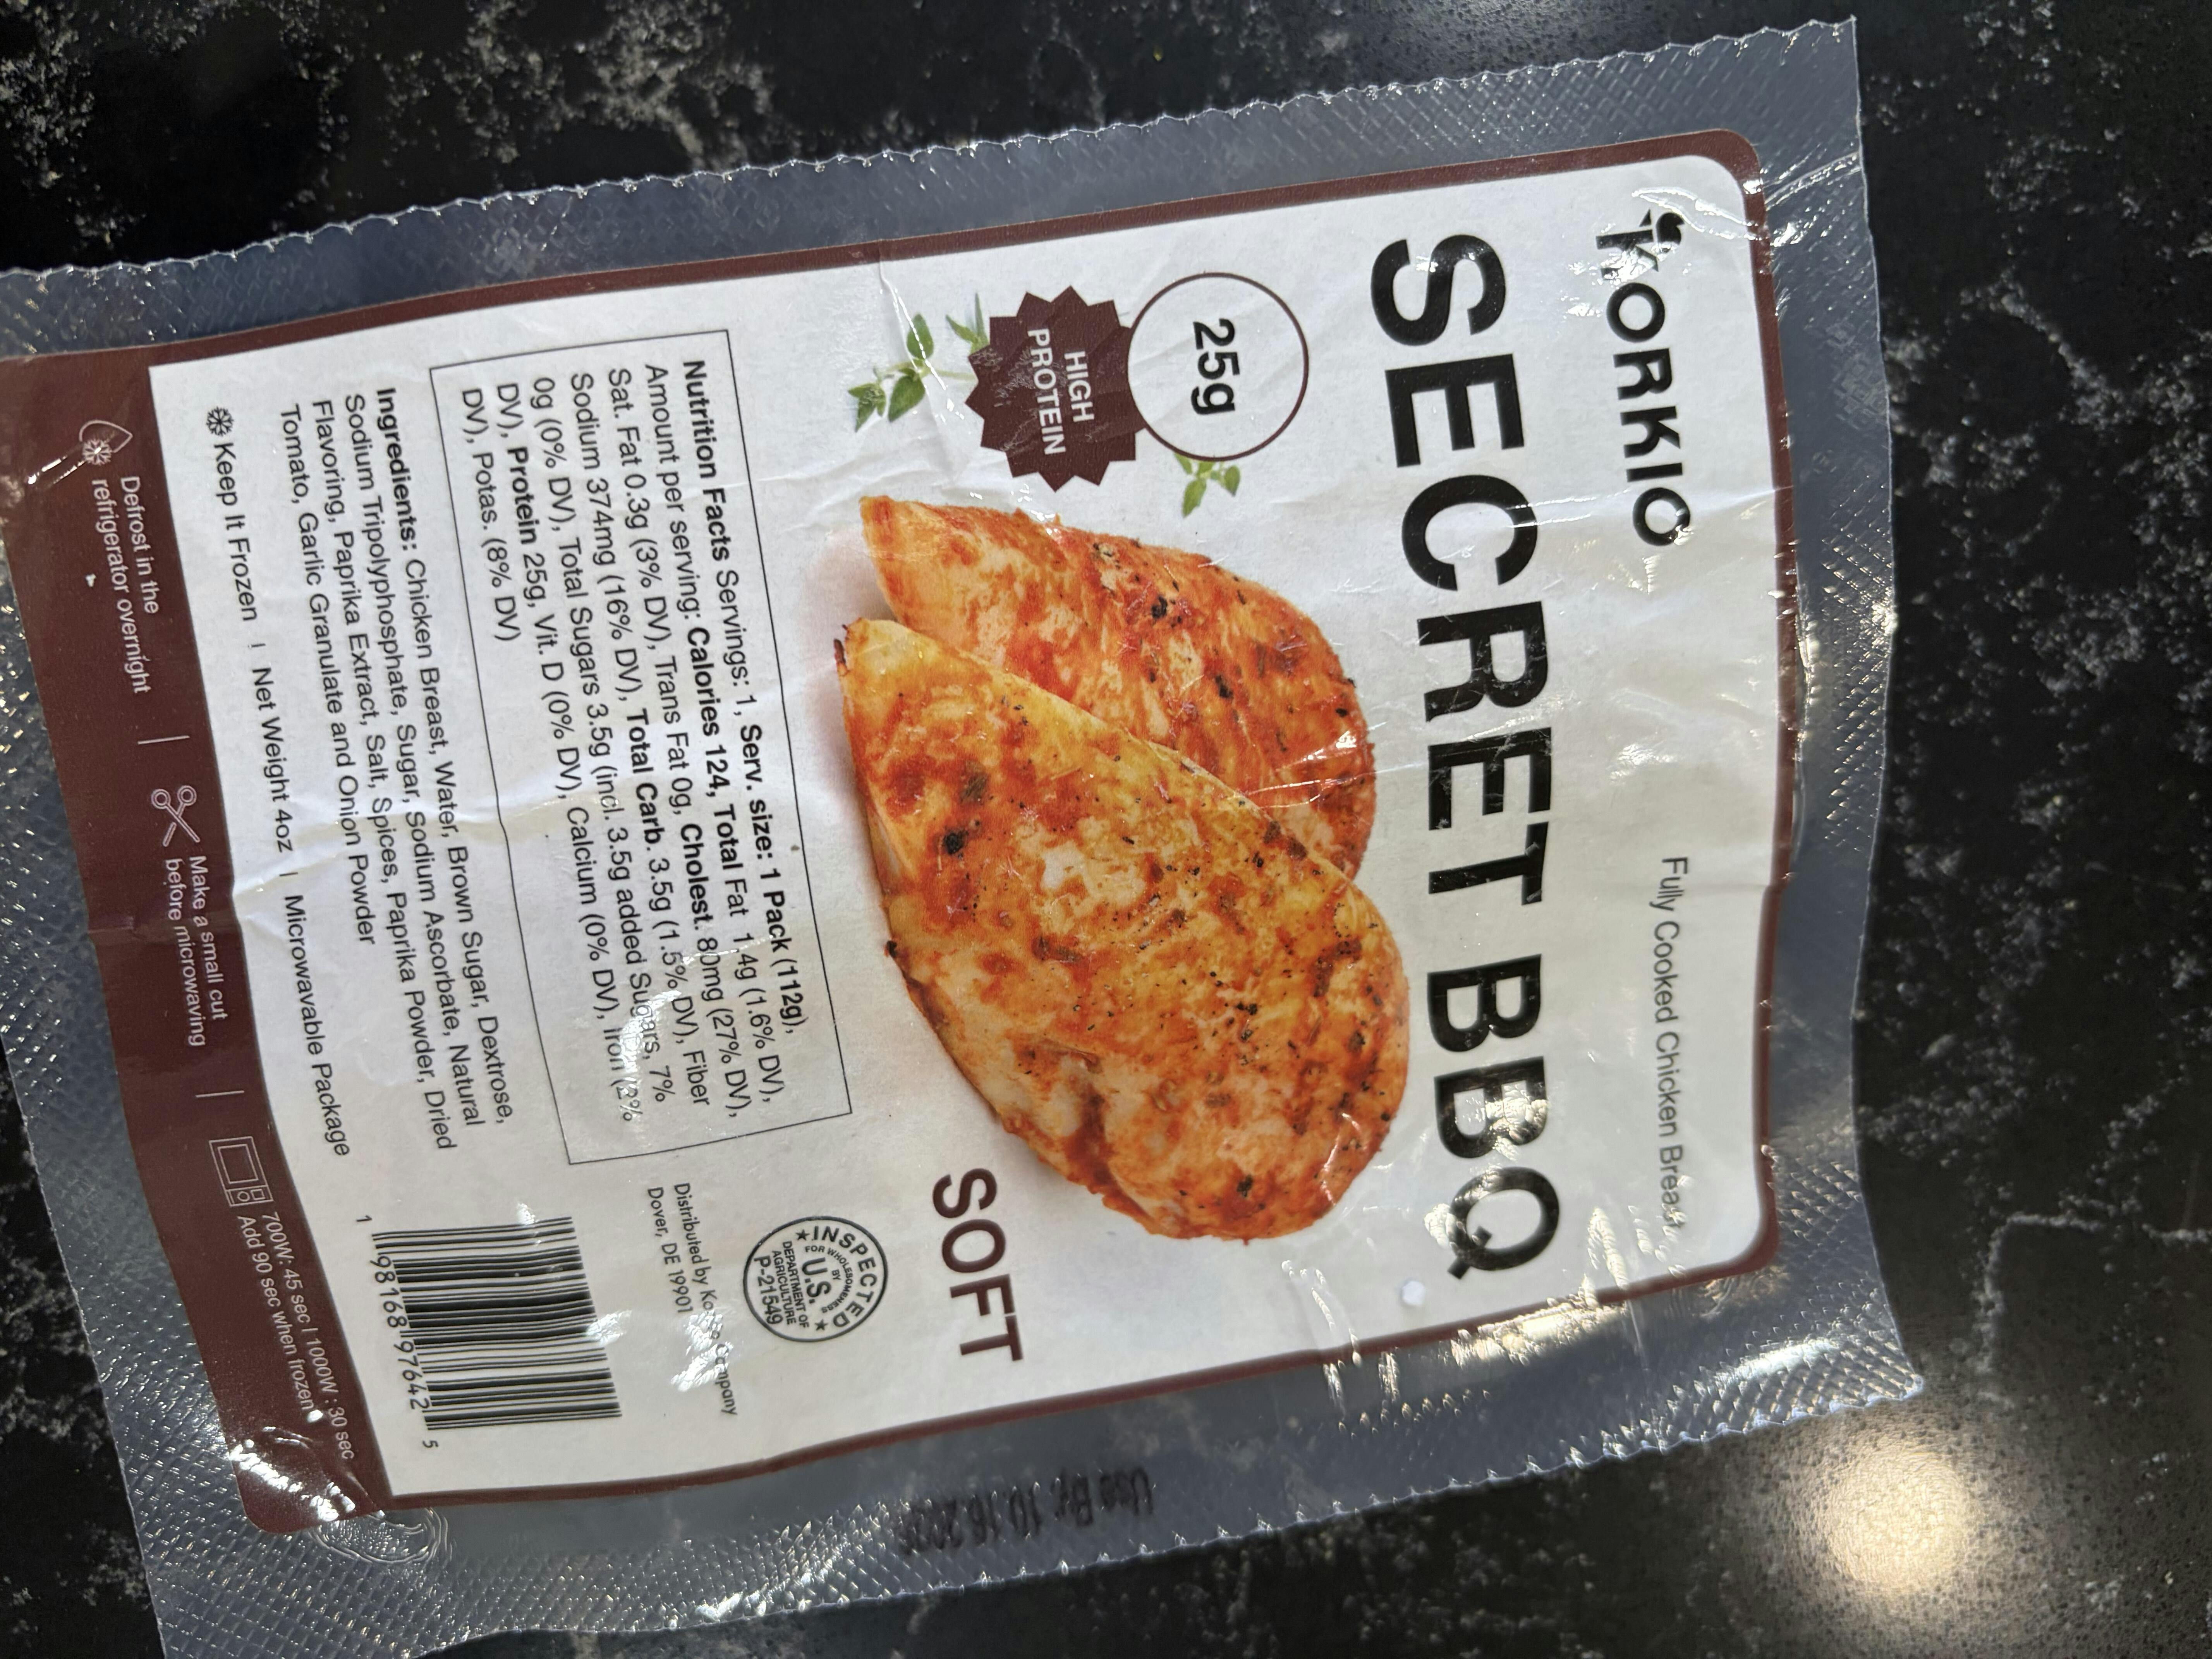 KORKIO
Fully Cooked Chicken Breast
SECRET BBQ
25g
HIGH
PROTEIN
SOFT
Nutrition Facts Servings: 1, Serv. size: 1 Pack (112g),
Amount per serving: Calories 124, Total Fat 1.4g (1.6% DV),
Sat. Fat 0.3g (3% DV), Trans Fat 0g, Cholest. 80mg (27% DV),
Sodium 374mg (16% DV), Total Carb. 3.5g (1.5% DV), Fiber
0g (0% DV), Total Sugars 3.5g (incl. 3.5g added Sugars, 7%
DV), Protein 25g, Vit. D (0% DV), Calcium (0% DV), Iron (2%
DV), Potas. (8% DV)
INSPECTED
FOR WHOLESOMENESS
BY
U.S.
DEPARTMENT OF
AGRICULTURE
P-21549
Distributed by Company
Dover, DE 19901
Ingredients: Chicken Breast, Water, Brown Sugar, Dextrose,
Sodium Tripolyphosphate, Sugar, Sodium Ascorbate, Natural
Flavoring, Paprika Extract, Salt, Spices, Paprika Powder, Dried
Tomato, Garlic Granulate and Onion Powder
Keep It Frozen | Net Weight 4oz | Microwavable Package
1 98168 97642 5
Defrost in the
refrigerator overnight
Make a small cut
before microwaving
700W: 45 sec | 1000W : 30 sec
Add 90 sec when frozen
Use By: 10.16